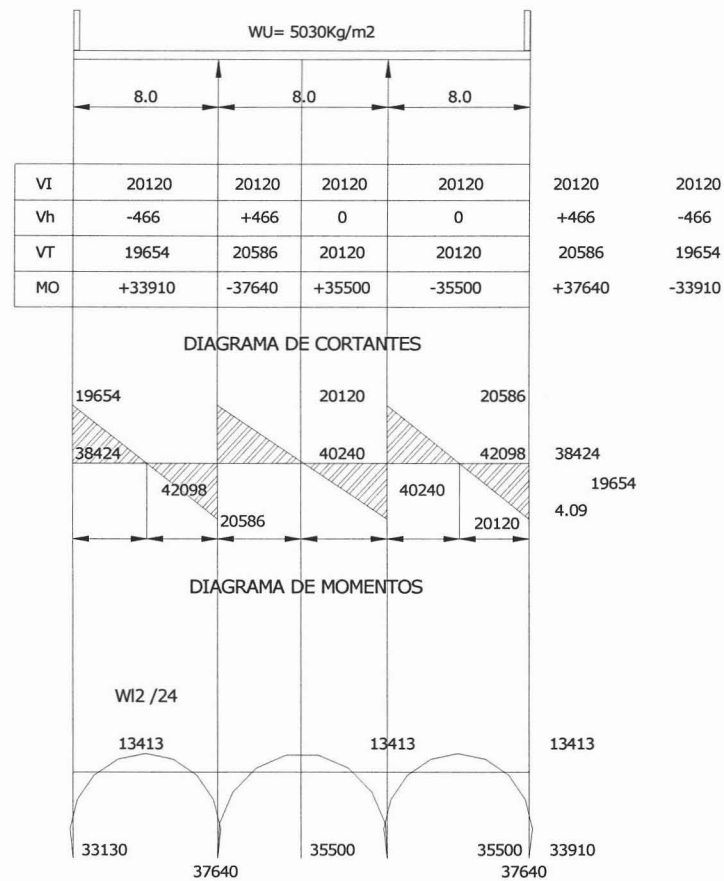 WU= 5030Kg/m2
8.0 8.0 8.0
VI 20120 20120 20120 20120 20120 20120
Vh -466 +466 0 0 +466 -466
VT 19654 20586 20120 20120 20586 19654
MO +33910 -37640 +35500 -35500 +37640 -33910
DIAGRAMA DE CORTANTES
19654 20120 20586
38424 40240 42098 38424
42098 40240 19654
20586 20120 4.09
DIAGRAMA DE MOMENTOS
Wl2 /24
13413 13413 13413
33130 35500 35500 33910
37640 37640